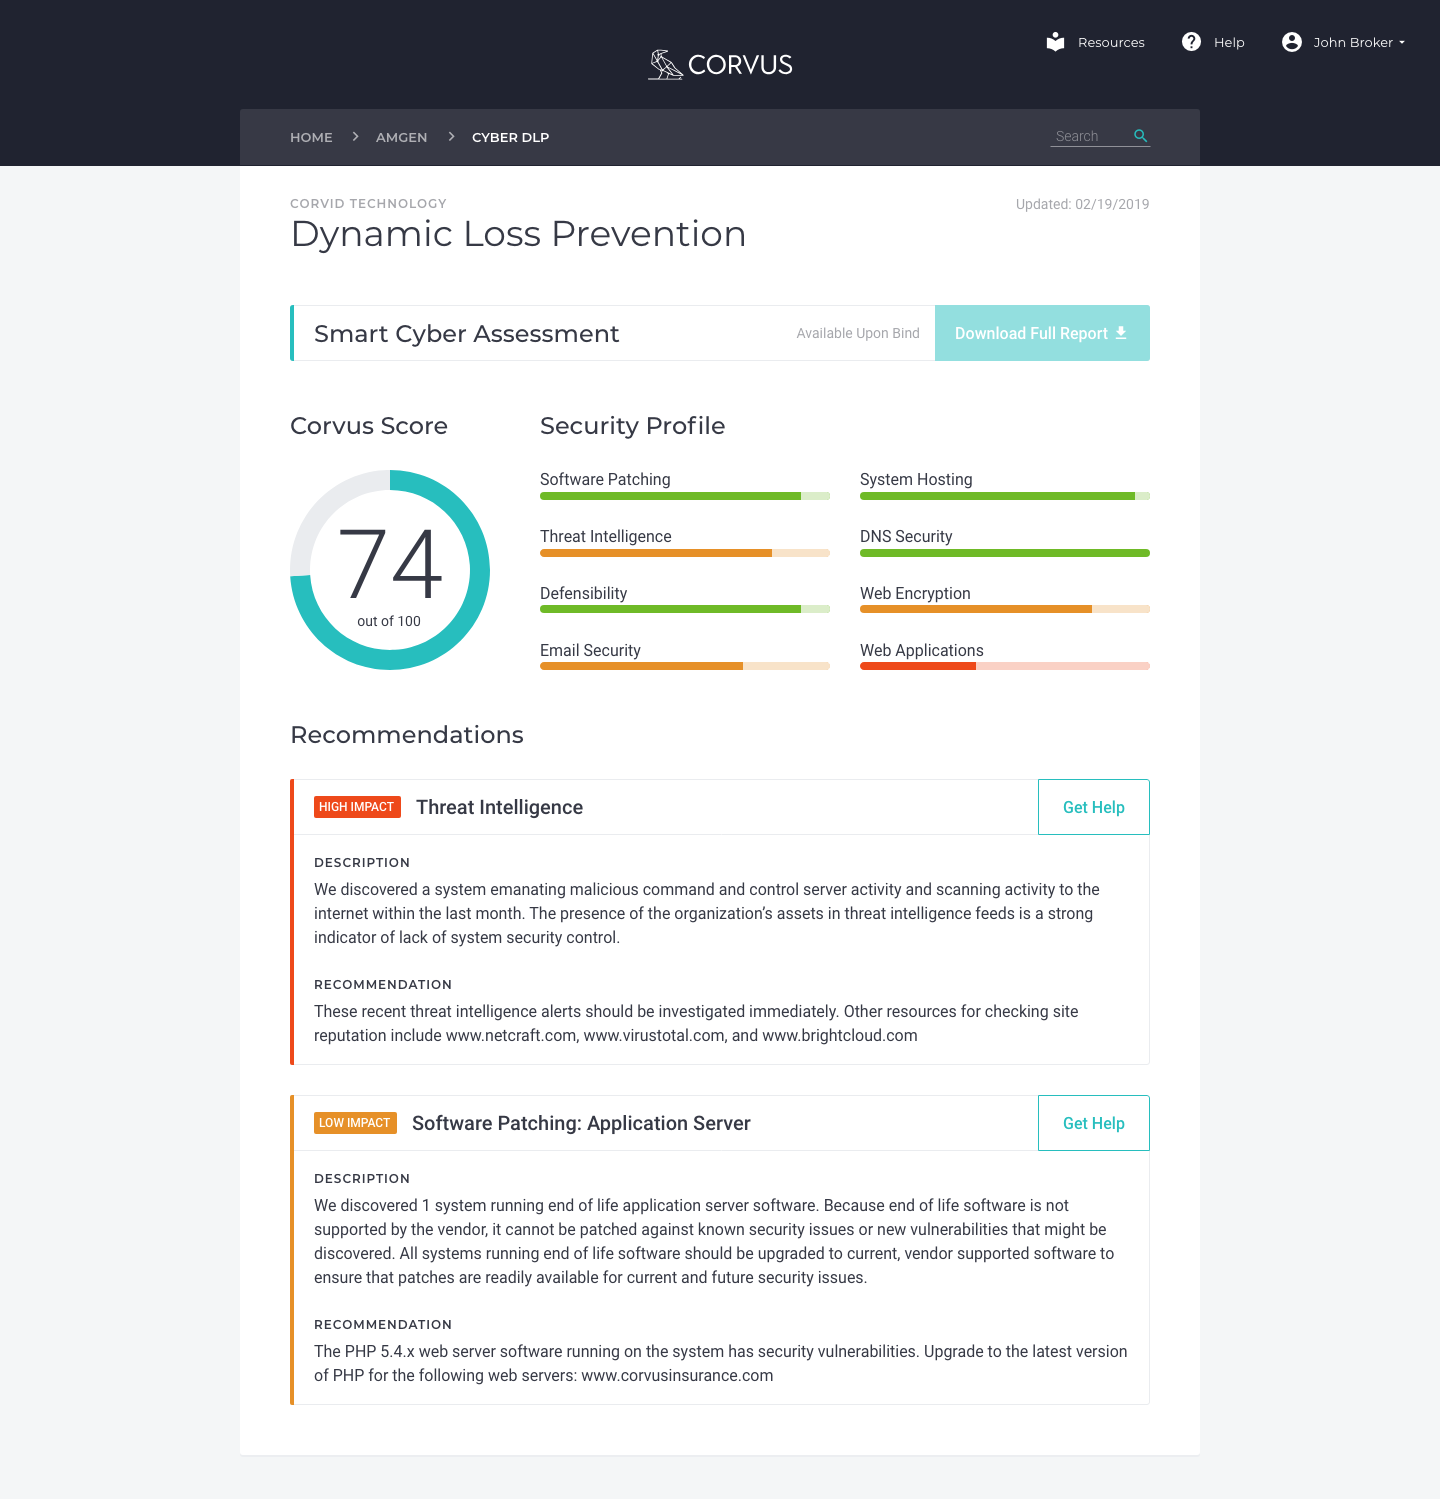 Resources
Help
John Broker
CORVUS
HOME
AMGEN
CYBER DLP
Search
CORVID TECHNOLOGY
Updated: 02/19/2019
Dynamic Loss Prevention
Smart Cyber Assessment
Available Upon Bind
Download Full Report
Corvus Score
74
out of 100
Security Profile
Software Patching
System Hosting
Threat Intelligence
DNS Security
Defensibility
Web Encryption
Email Security
Web Applications
Recommendations
HIGH IMPACT
Threat Intelligence
Get Help
DESCRIPTION
We discovered a system emanating malicious command and control server activity and scanning activity to the
internet within the last month. The presence of the organization’s assets in threat intelligence feeds is a strong
indicator of lack of system security control.
RECOMMENDATION
These recent threat intelligence alerts should be investigated immediately. Other resources for checking site
reputation include www.netcraft.com, www.virustotal.com, and www.brightcloud.com
LOW IMPACT
Software Patching: Application Server
Get Help
DESCRIPTION
We discovered 1 system running end of life application server software. Because end of life software is not
supported by the vendor, it cannot be patched against known security issues or new vulnerabilities that might be
discovered. All systems running end of life software should be upgraded to current, vendor supported software to
ensure that patches are readily available for current and future security issues.
RECOMMENDATION
The PHP 5.4.x web server software running on the system has security vulnerabilities. Upgrade to the latest version
of PHP for the following web servers: www.corvusinsurance.com